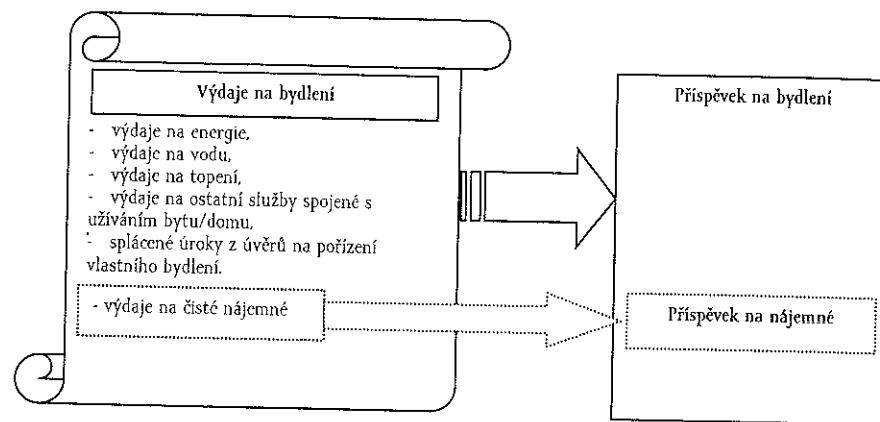 Výdaje na bydlení
- výdaje na energie,
- výdaje na vodu,
- výdaje na topení,
- výdaje na ostatní služby spojené s
užíváním bytu/domu,
- splácené úroky z úvěrů na pořízení
vlastního bydlení.
- výdaje na čisté nájemné
Příspěvek na bydlení
Příspěvek na nájemné